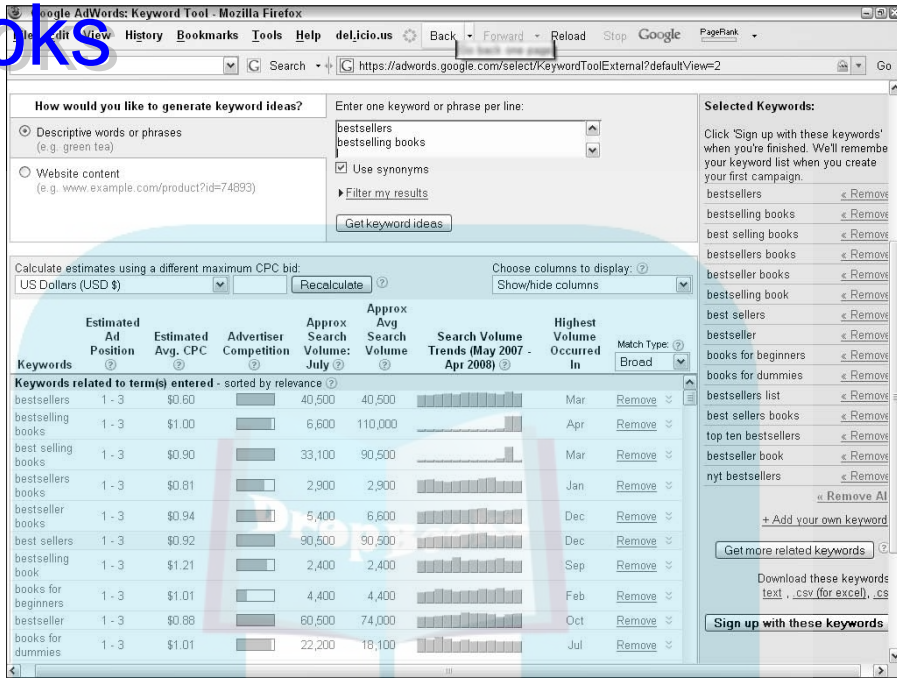 Google AdWords: Keyword Tool - Mozilla Firefox
oks
File Edit View History Bookmarks Tools Help del.icio.us Back Forward Reload Stop Google PageRank
Go back one page
Search https://adwords.google.com/select/KeywordToolExternal?defaultView=2 Go
How would you like to generate keyword ideas?
Descriptive words or phrases
(e.g. green tea)
Website content
(e.g. www.example.com/product?id=74893)
Enter one keyword or phrase per line:
bestsellers
bestselling books
Use synonyms
Filter my results
Get keyword ideas
Calculate estimates using a different maximum CPC bid:
US Dollars (USD $) Recalculate ?
Choose columns to display: ?
Show/hide columns
Keywords Estimated Ad Position ? Estimated Avg. CPC ? Advertiser Competition ? Approx Search Volume: July ? Approx Avg Search Volume ? Search Volume Trends (May 2007 - Apr 2008) ? Highest Volume Occurred In Match Type: ? Broad
Keywords related to term(s) entered - sorted by relevance ?
bestsellers 1 - 3 $0.60 40,500 40,500 Mar Remove
bestselling books 1 - 3 $1.00 6,600 110,000 Apr Remove
best selling books 1 - 3 $0.90 33,100 90,500 Mar Remove
bestsellers books 1 - 3 $0.81 2,900 2,900 Jan Remove
bestseller books 1 - 3 $0.94 5,400 6,600 Dec Remove
best sellers 1 - 3 $0.92 90,500 90,500 Dec Remove
bestselling book 1 - 3 $1.21 2,400 2,400 Sep Remove
books for beginners 1 - 3 $1.01 4,400 4,400 Feb Remove
bestseller 1 - 3 $0.88 60,500 74,000 Oct Remove
books for dummies 1 - 3 $1.01 22,200 18,100 Jul Remove
Selected Keywords:
Click 'Sign up with these keywords'
when you're finished. We'll remembe
your keyword list when you create
your first campaign.
bestsellers « Remove
bestselling books « Remove
best selling books « Remove
bestsellers books « Remove
bestseller books « Remove
bestselling book « Remove
best sellers « Remove
bestseller « Remove
books for beginners « Remove
books for dummies « Remove
bestsellers list « Remove
best sellers books « Remove
top ten bestsellers « Remove
bestseller book « Remove
nyt bestsellers « Remove
« Remove Al
+ Add your own keyword
Get more related keywords ?
Download these keywords
text , .csv (for excel), .cs
Sign up with these keywords